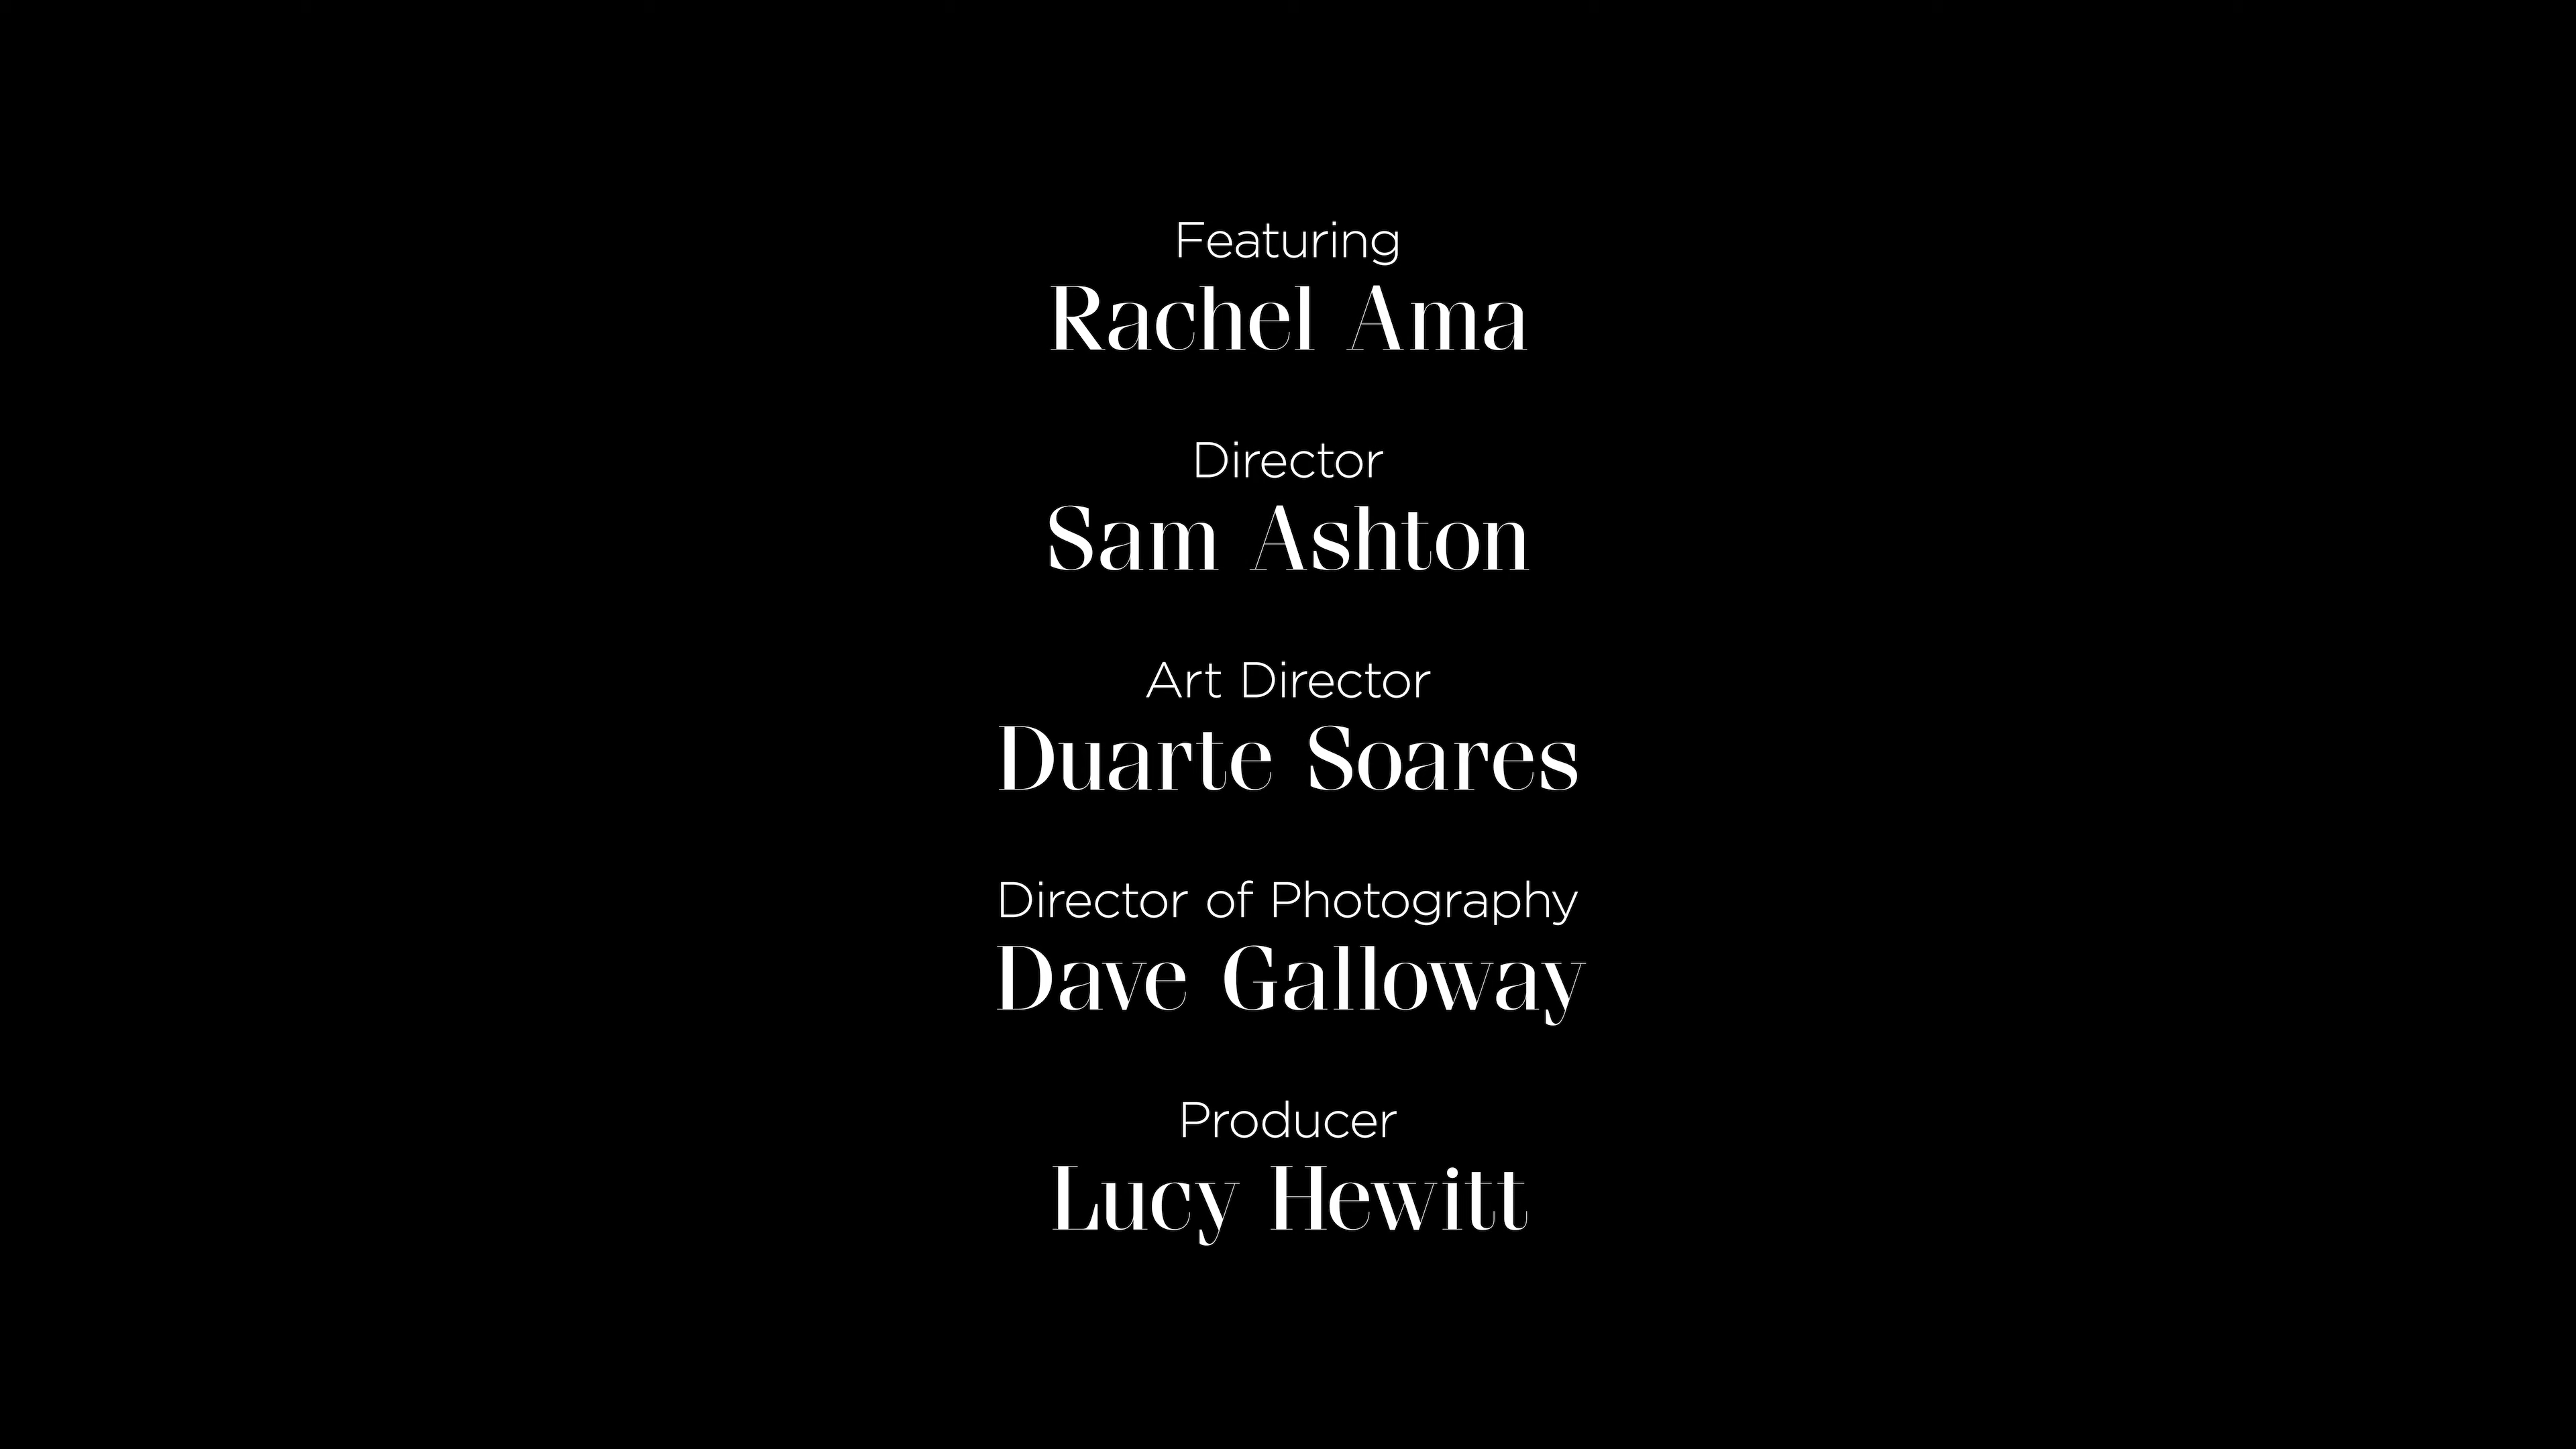 Featuring
Rachel Ama
Director
Sam Ashton
Art Director
Duarte Soares
Director of Photography
Dave Galloway
Producer
Lucy Hewitt